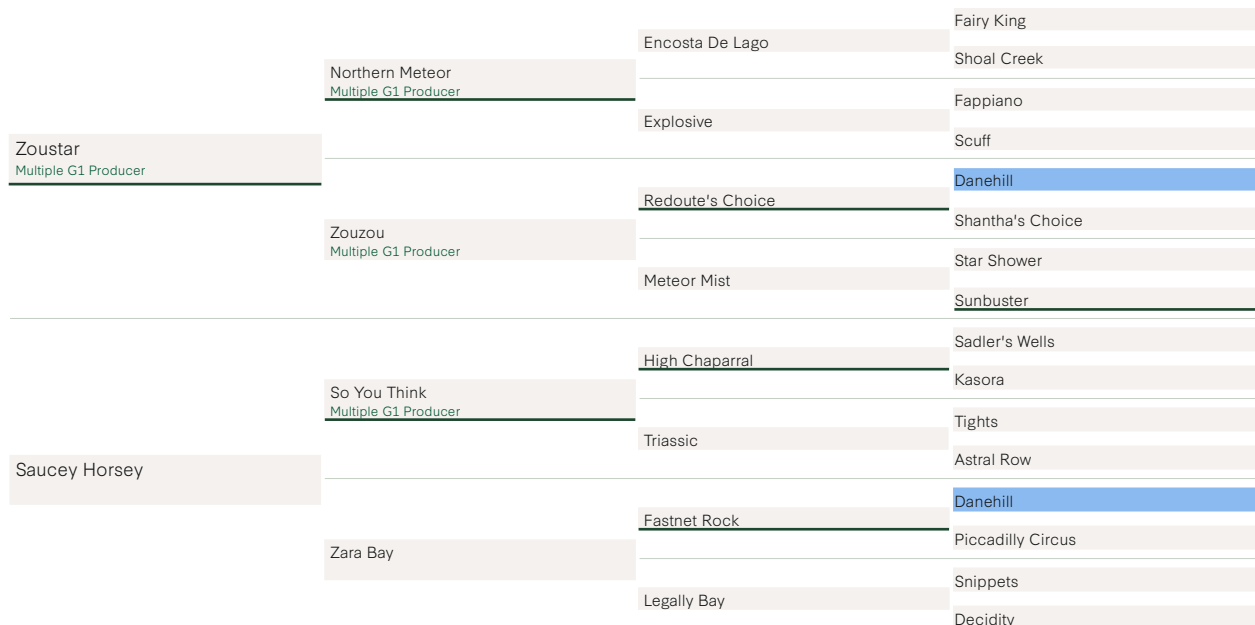 Zoustar
Multiple G1 Producer
Saucey Horsey
Northern Meteor
Multiple G1 Producer
Zouzou
Multiple G1 Producer
So You Think
Multiple G1 Producer
Zara Bay
Encosta De Lago
Explosive
Redoute's Choice
Meteor Mist
High Chaparral
Triassic
Fastnet Rock
Legally Bay
Fairy King
Shoal Creek
Fappiano
Scuff
Danehill
Shantha's Choice
Star Shower
Sunbuster
Sadler's Wells
Kasora
Tights
Astral Row
Danehill
Piccadilly Circus
Snippets
Decidity